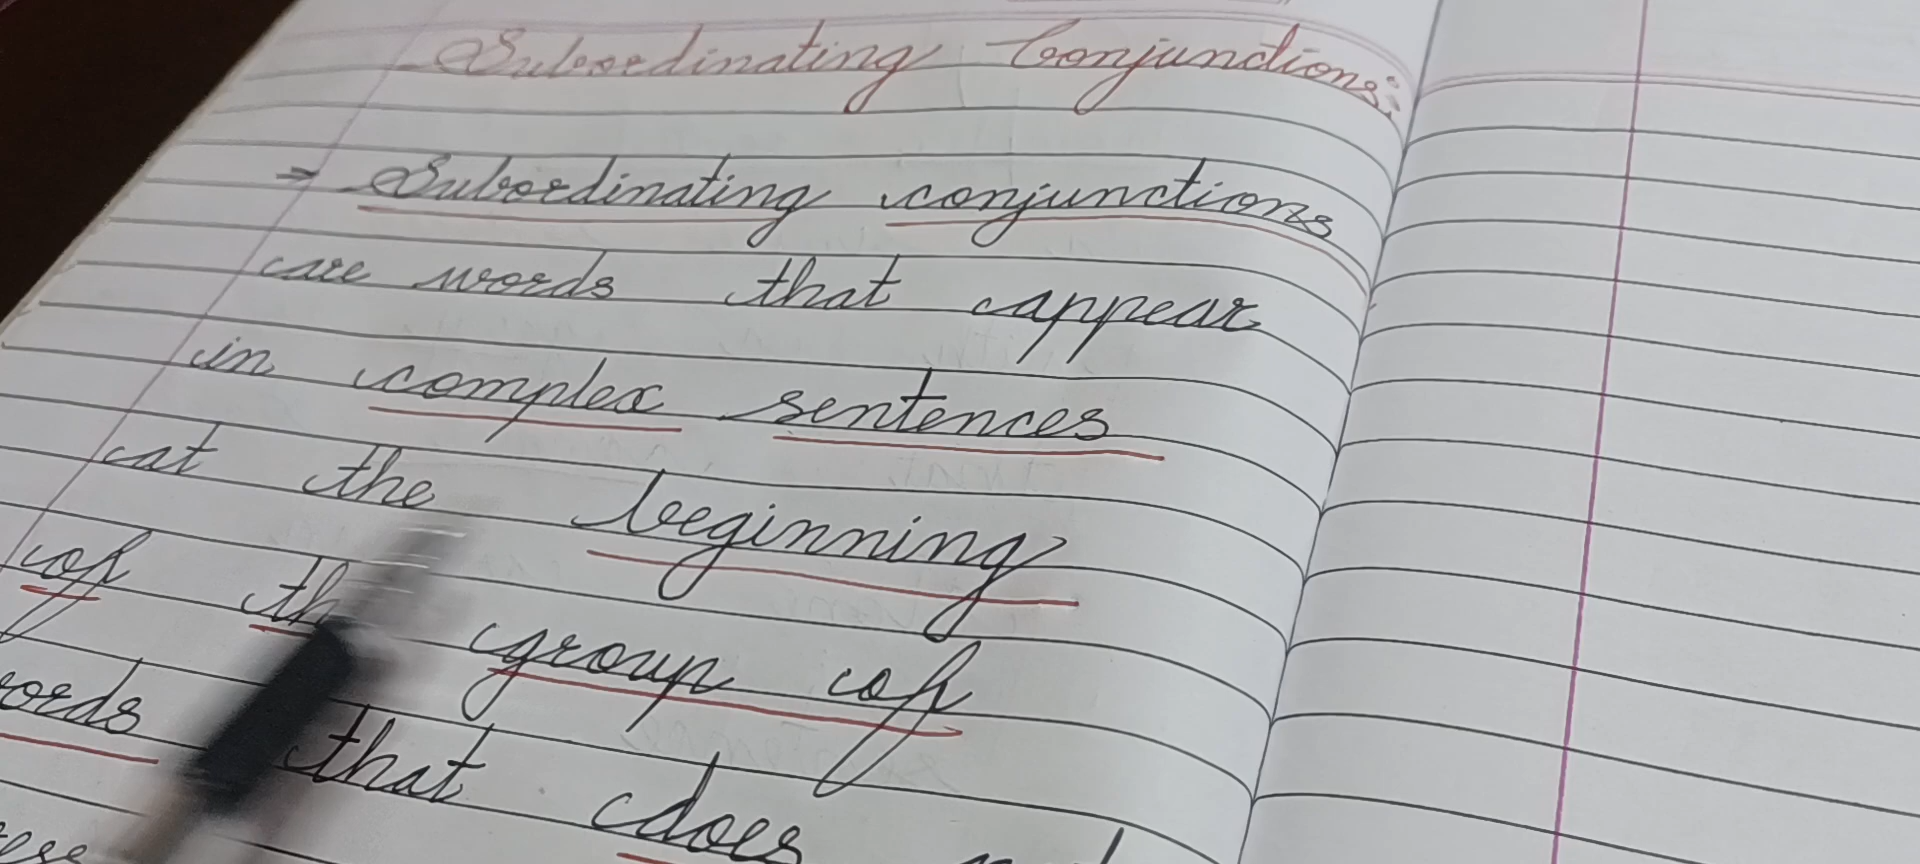 Subordinating Conjunctions:
→ Subordinating conjunctions
are words that appear
in complex sentences
at the beginning
of the group of
words that does